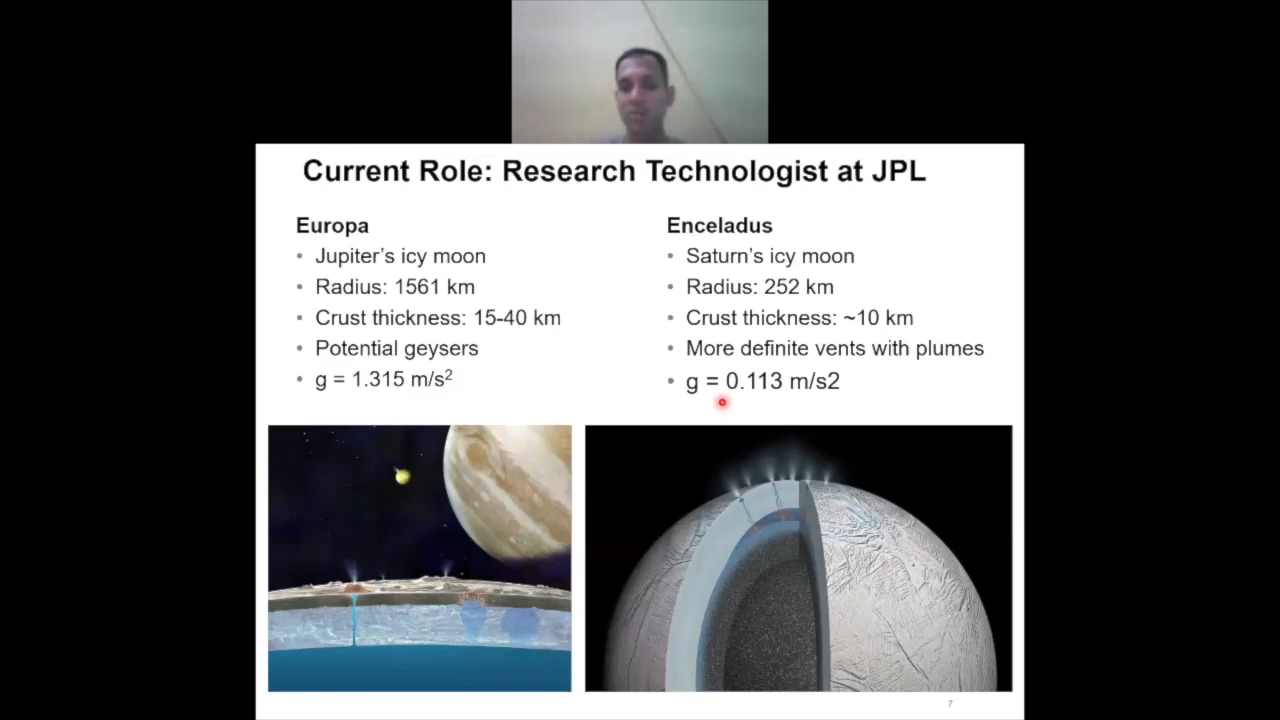 Current Role: Research Technologist at JPL
Europa
• Jupiter's icy moon
• Radius: 1561 km
• Crust thickness: 15-40 km
• Potential geysers
• g = 1.315 m/s²
Enceladus
• Saturn's icy moon
• Radius: 252 km
• Crust thickness: ~10 km
• More definite vents with plumes
• g = 0.113 m/s2
7